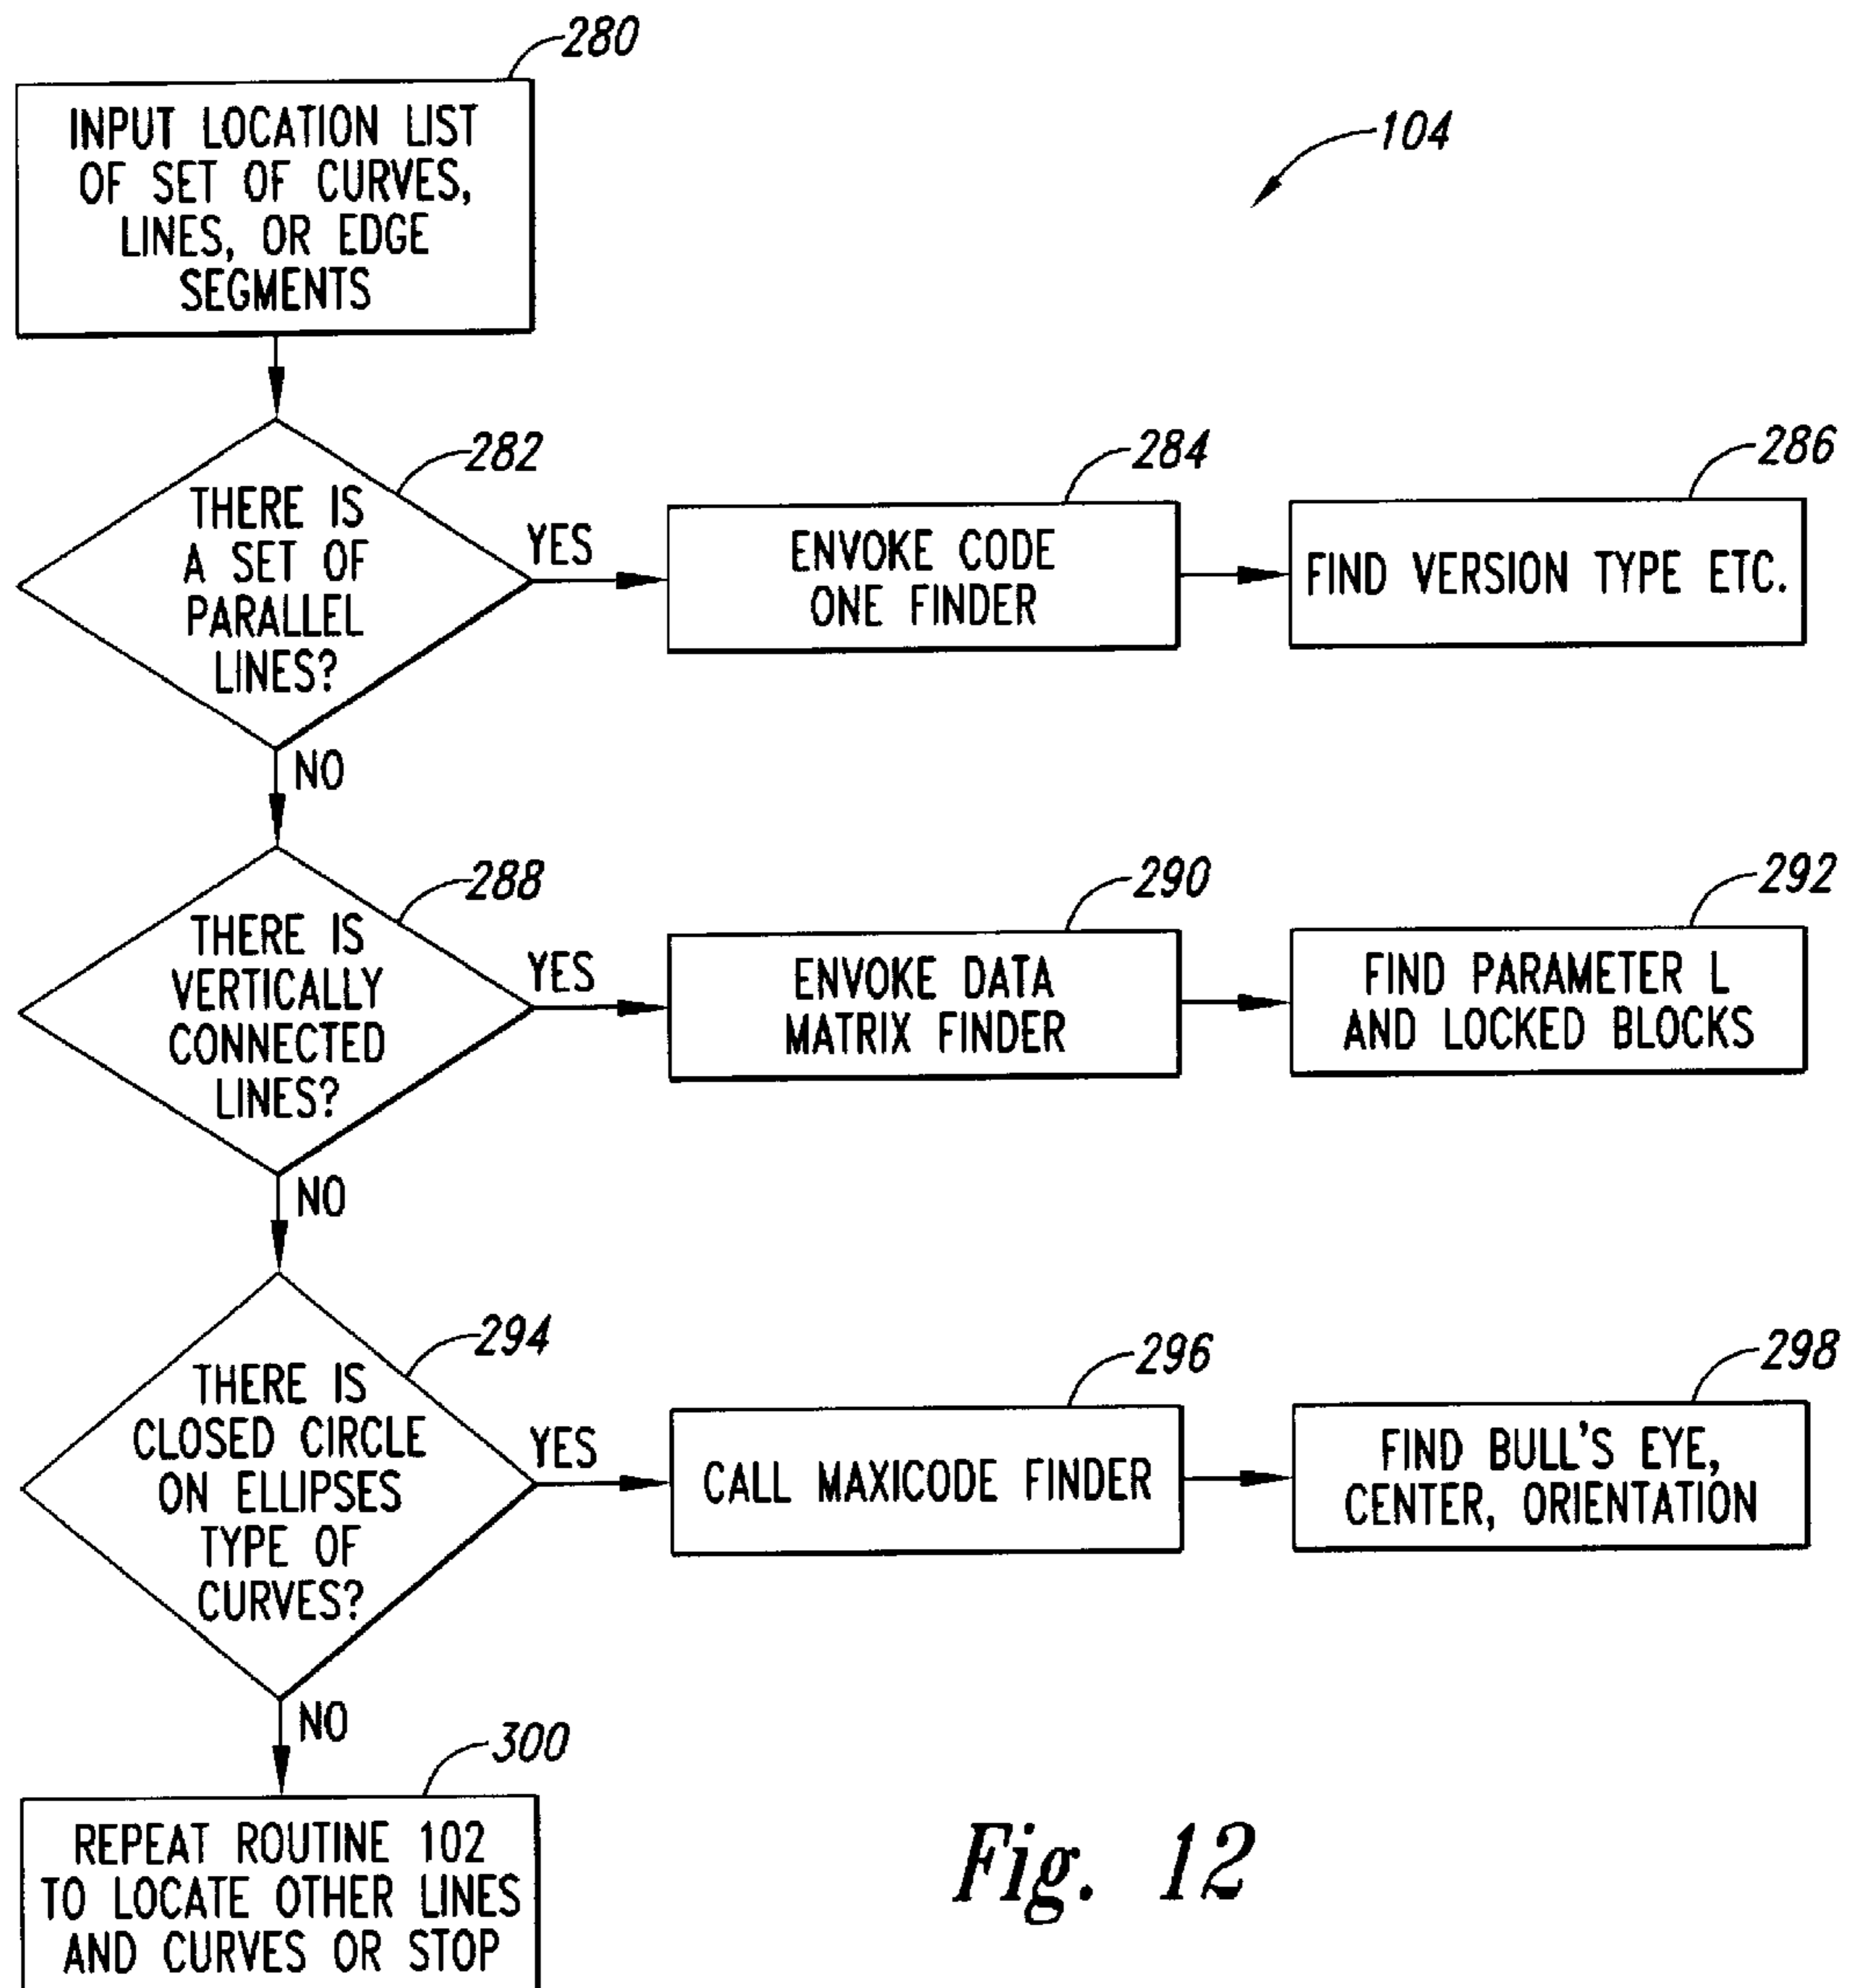 280
INPUT LOCATION LIST
OF SET OF CURVES,
LINES, OR EDGE
SEGMENTS
104
282
THERE IS
A SET OF
PARALLEL
LINES?
YES
284
ENVOKE CODE
ONE FINDER
286
FIND VERSION TYPE ETC.
NO
288
THERE IS
VERTICALLY
CONNECTED
LINES?
YES
290
ENVOKE DATA
MATRIX FINDER
292
FIND PARAMETER L
AND LOCKED BLOCKS
NO
294
THERE IS
CLOSED CIRCLE
ON ELLIPSES
TYPE OF
CURVES?
YES
296
CALL MAXICODE FINDER
298
FIND BULL'S EYE,
CENTER, ORIENTATION
NO
300
REPEAT ROUTINE 102
TO LOCATE OTHER LINES
AND CURVES OR STOP
Fig. 12